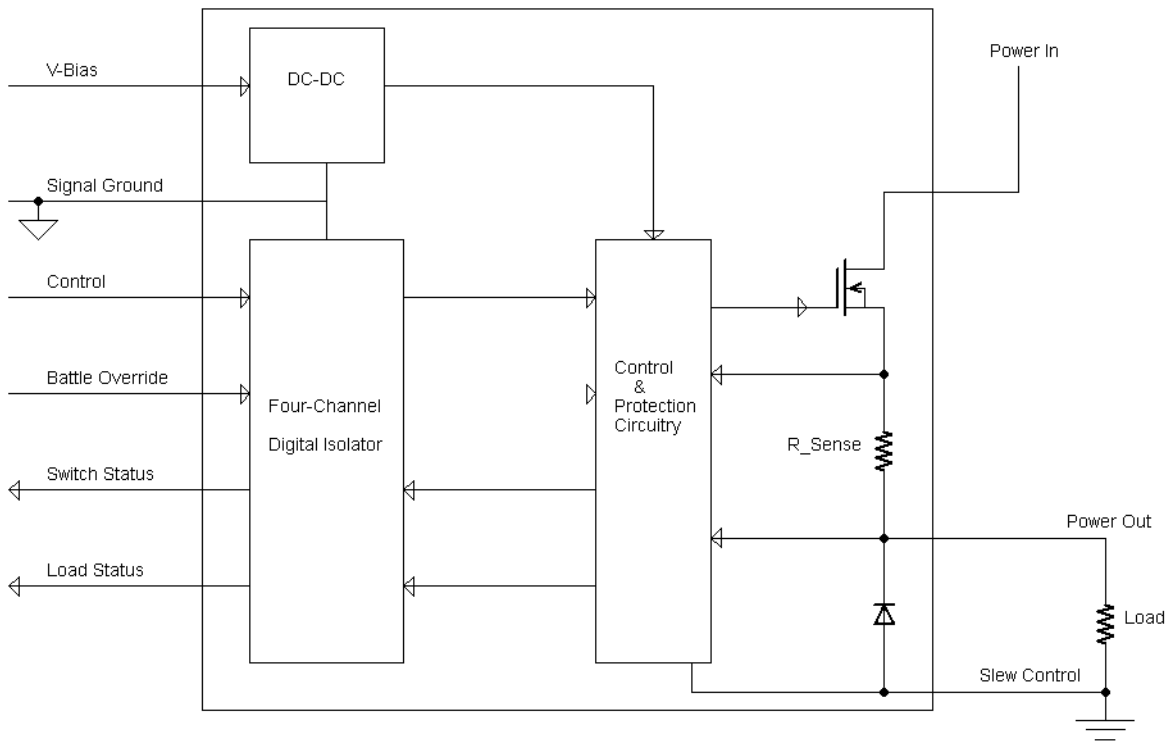 V-Bias
DC-DC
Power In
Signal Ground
Control
Battle Override
Four-Channel
Digital Isolator
Control
&
Protection
Circuitry
R_Sense
Switch Status
Power Out
Load Status
Load
Slew Control